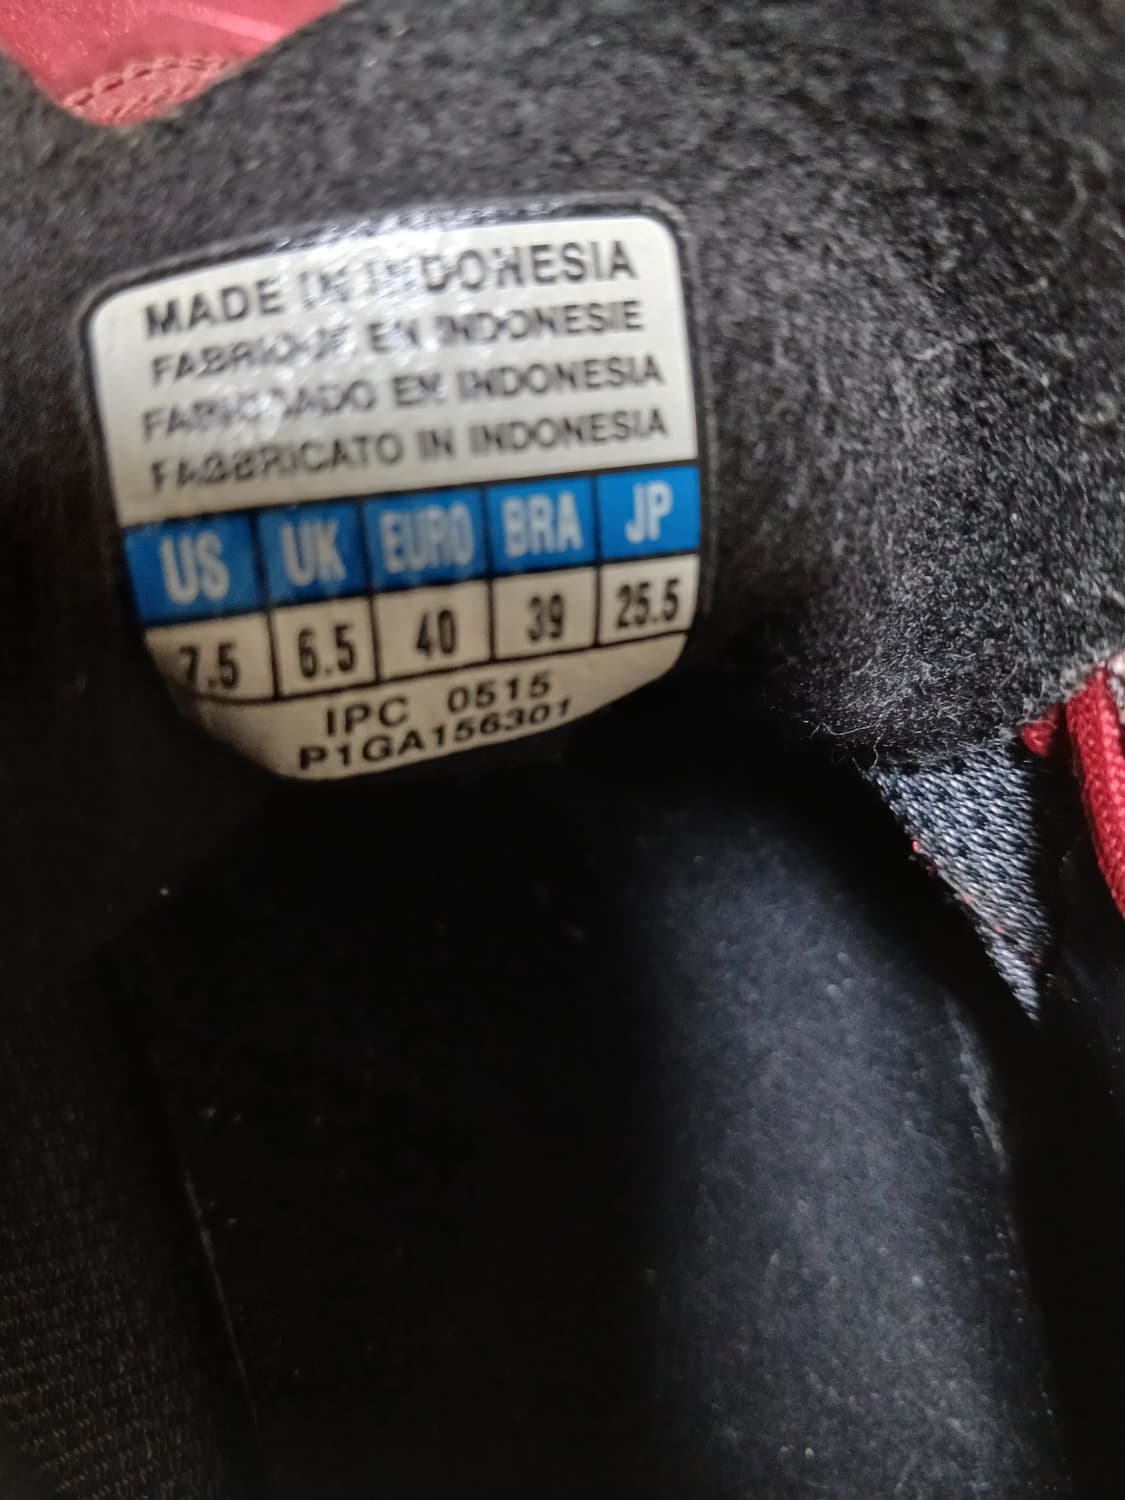 MADE IN INDONESIA
FABRIQUE EN INDONESIE
FABRICADO EN INDONESIA
FABBRICATO IN INDONESIA
US UK EURO BRA JP
7.5 6.5 40 39 25.5
IPC 0515
P1GA156301